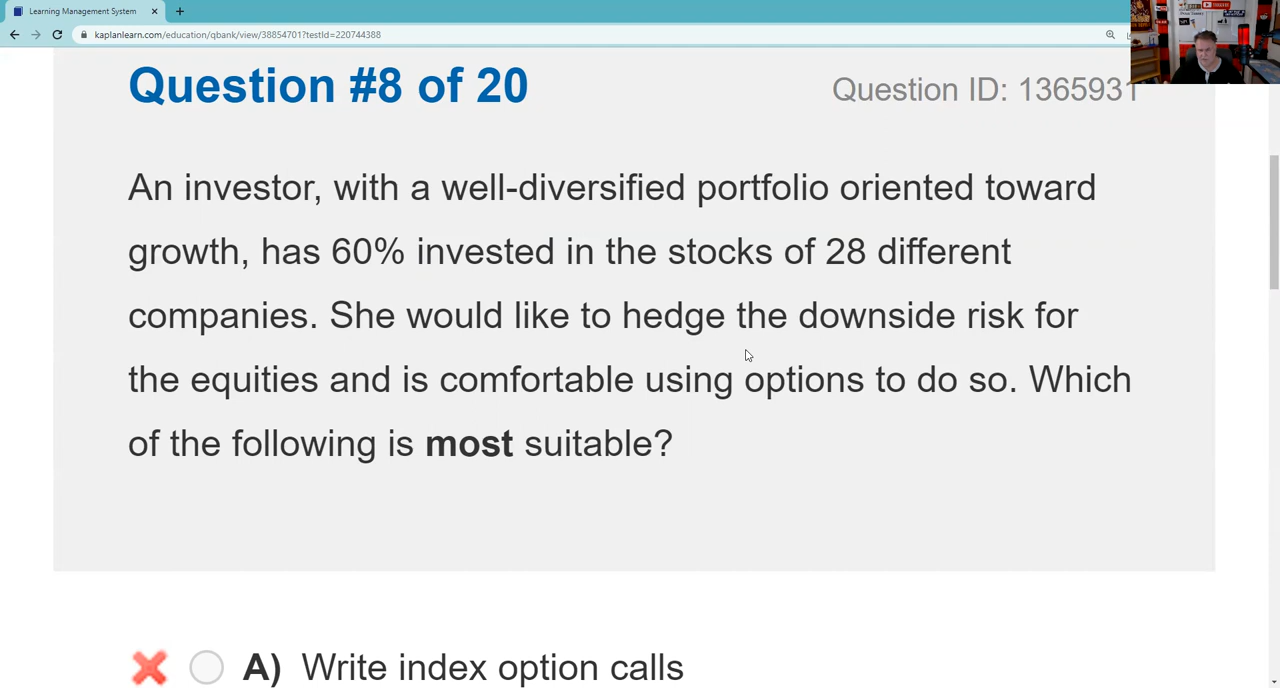 Learning Management System
kaplanlearn.com/education/qbank/view/38854701?testId=220744388
Question #8 of 20
Question ID: 1365931
An investor, with a well-diversified portfolio oriented toward
growth, has 60% invested in the stocks of 28 different
companies. She would like to hedge the downside risk for
the equities and is comfortable using options to do so. Which
of the following is most suitable?
A) Write index option calls